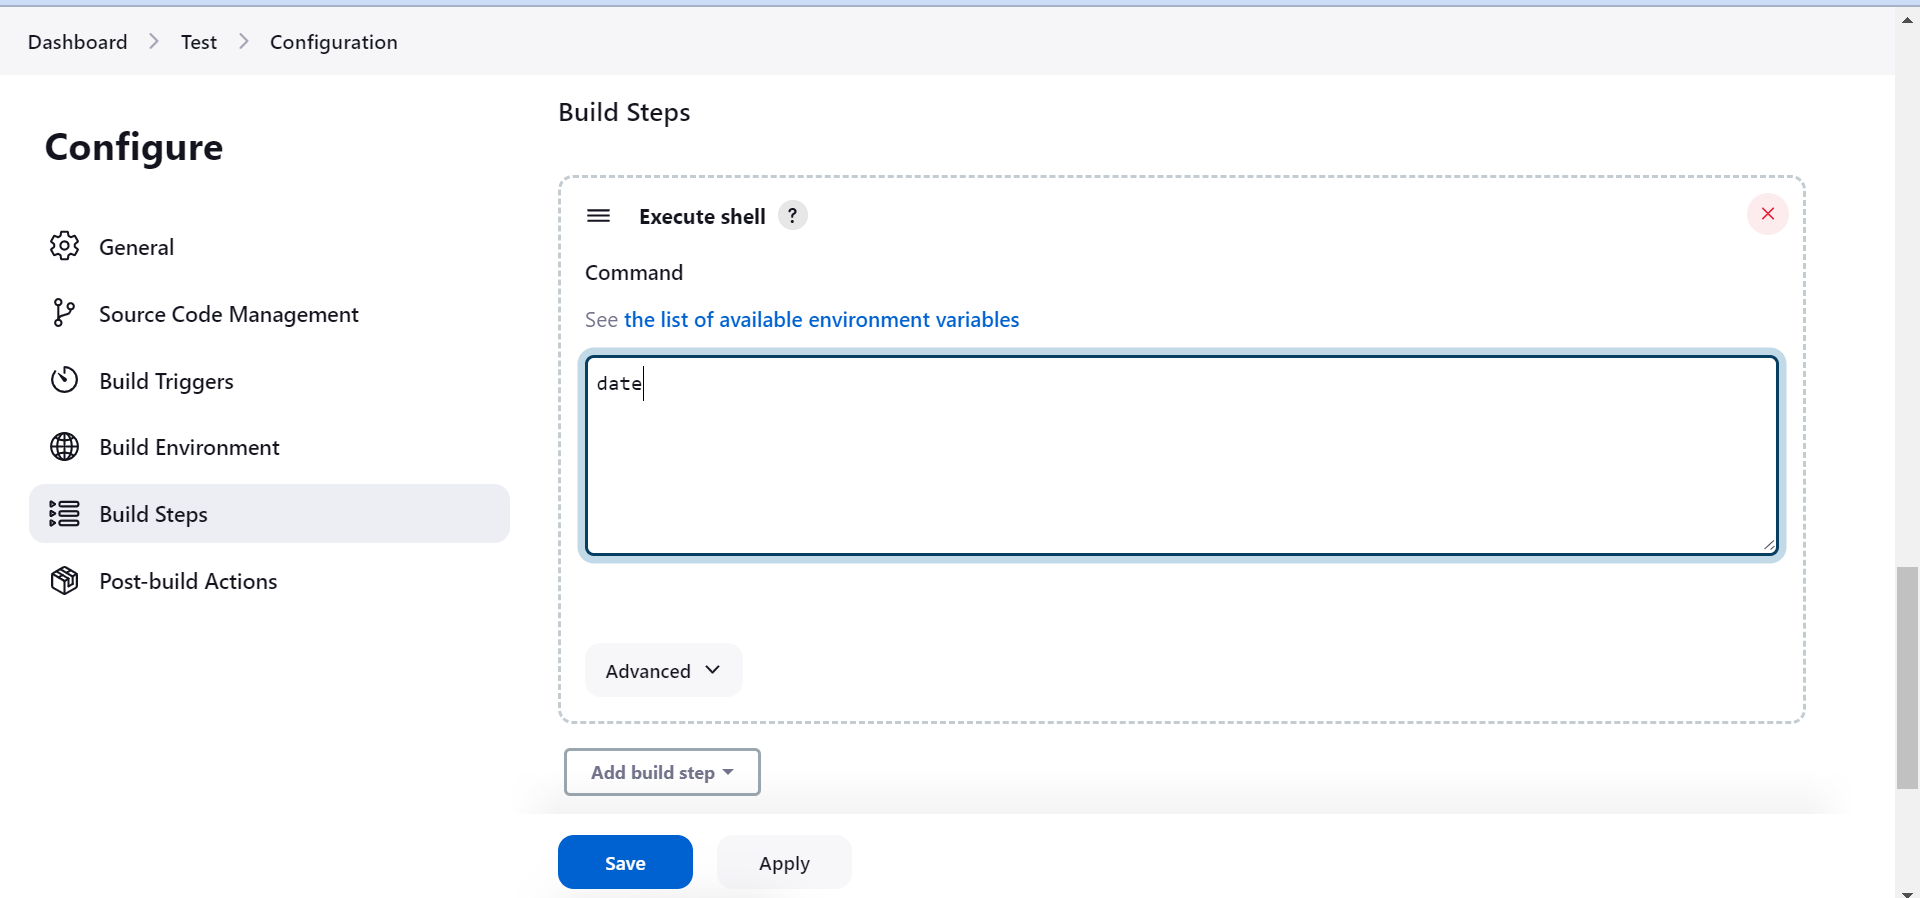 Dashboard > Test > Configuration
Configure
General
Source Code Management
Build Triggers
Build Environment
Build Steps
Post-build Actions
Build Steps
Execute shell ?
Command
See the list of available environment variables
date
Advanced
Add build step
Save
Apply